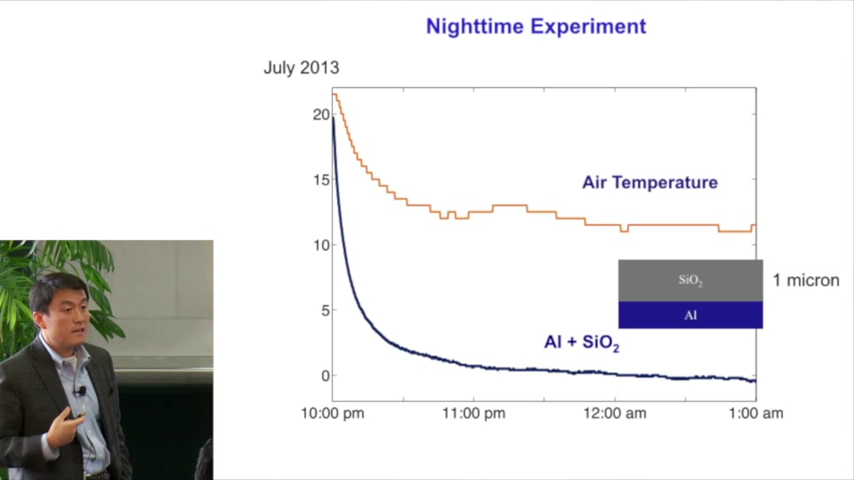 Nighttime Experiment
July 2013
20
15
10
5
0
Air Temperature
SiO₂
1 micron
Al
Al + SiO₂
10:00 pm
11:00 pm
12:00 am
1:00 am